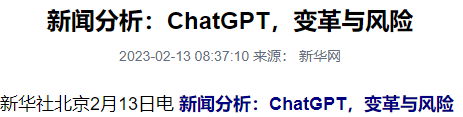 新闻分析：ChatGPT，变革与风险
2023-02-13 08:37:10 来源： 新华网
新华社北京2月13日电 新闻分析：ChatGPT，变革与风险